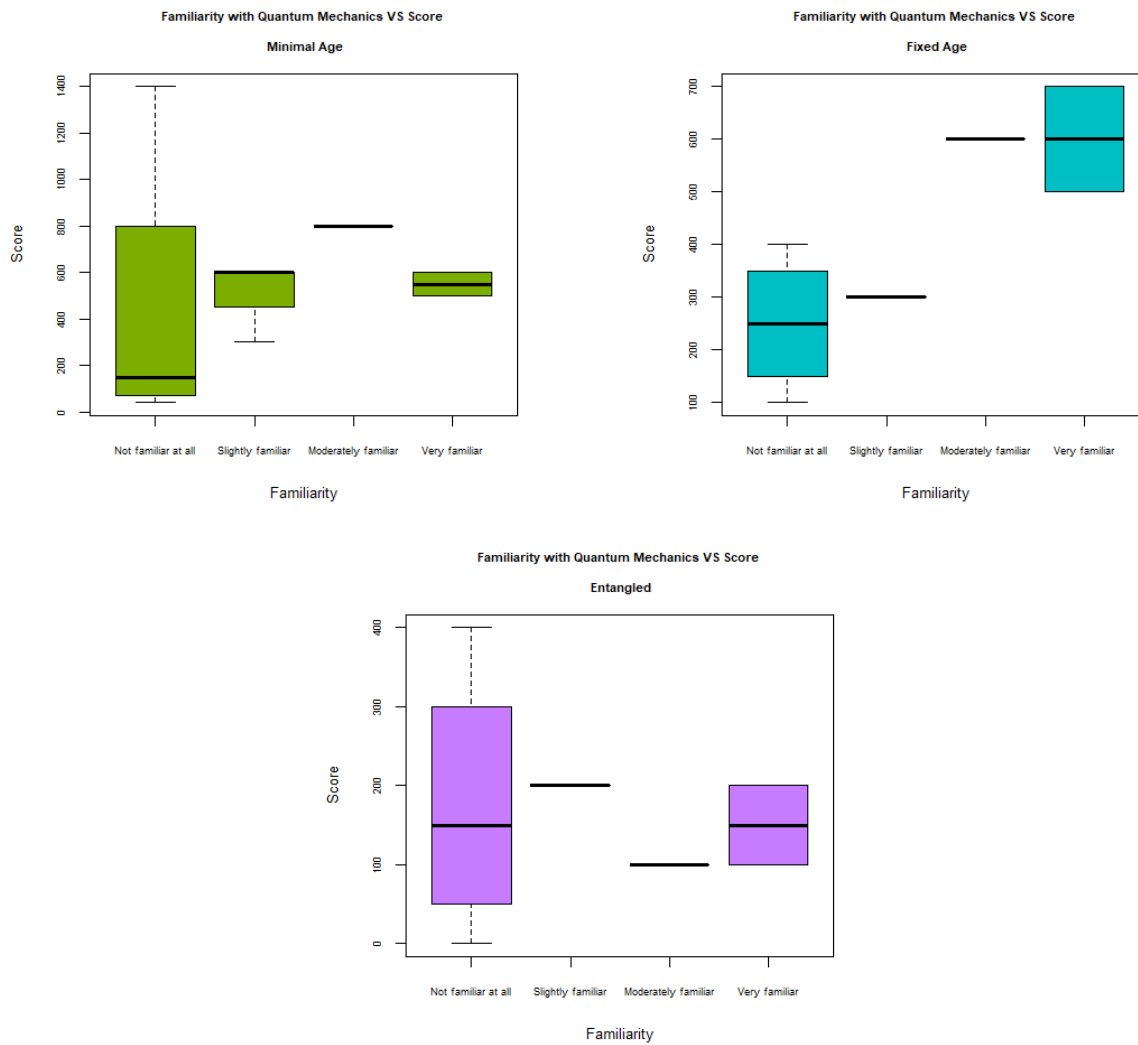 Familiarity with Quantum Mechanics VS Score
Minimal Age
Score
1400
1200
1000
800
600
400
200
0
Not familiar at all
Slightly familiar
Moderately familiar
Very familiar
Familiarity
Familiarity with Quantum Mechanics VS Score
Fixed Age
Score
700
600
500
400
300
200
100
Not familiar at all
Slightly familiar
Moderately familiar
Very familiar
Familiarity
Familiarity with Quantum Mechanics VS Score
Entangled
Score
400
300
200
100
0
Not familiar at all
Slightly familiar
Moderately familiar
Very familiar
Familiarity